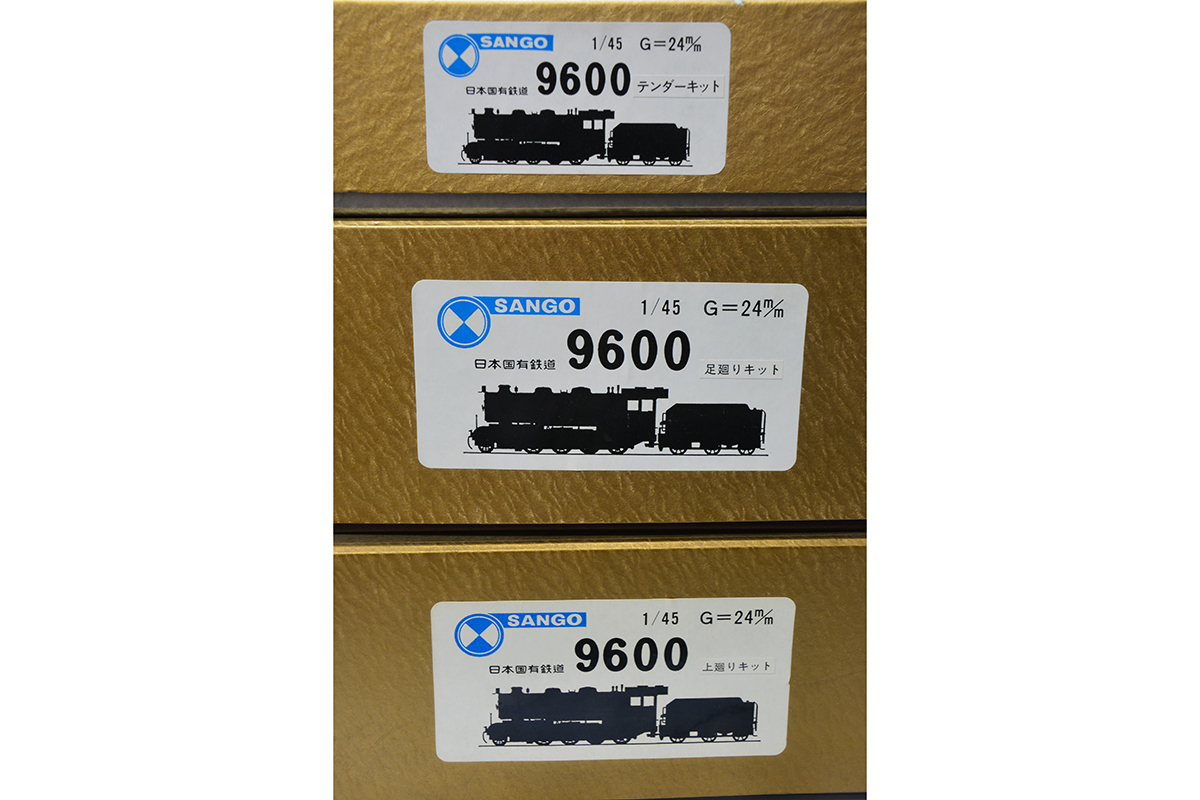 SANGO 1/45 G=24m/m
日本国有鉄道 9600 テンダーキット
SANGO 1/45 G=24m/m
日本国有鉄道 9600 足廻りキット
SANGO 1/45 G=24m/m
日本国有鉄道 9600 上廻りキット